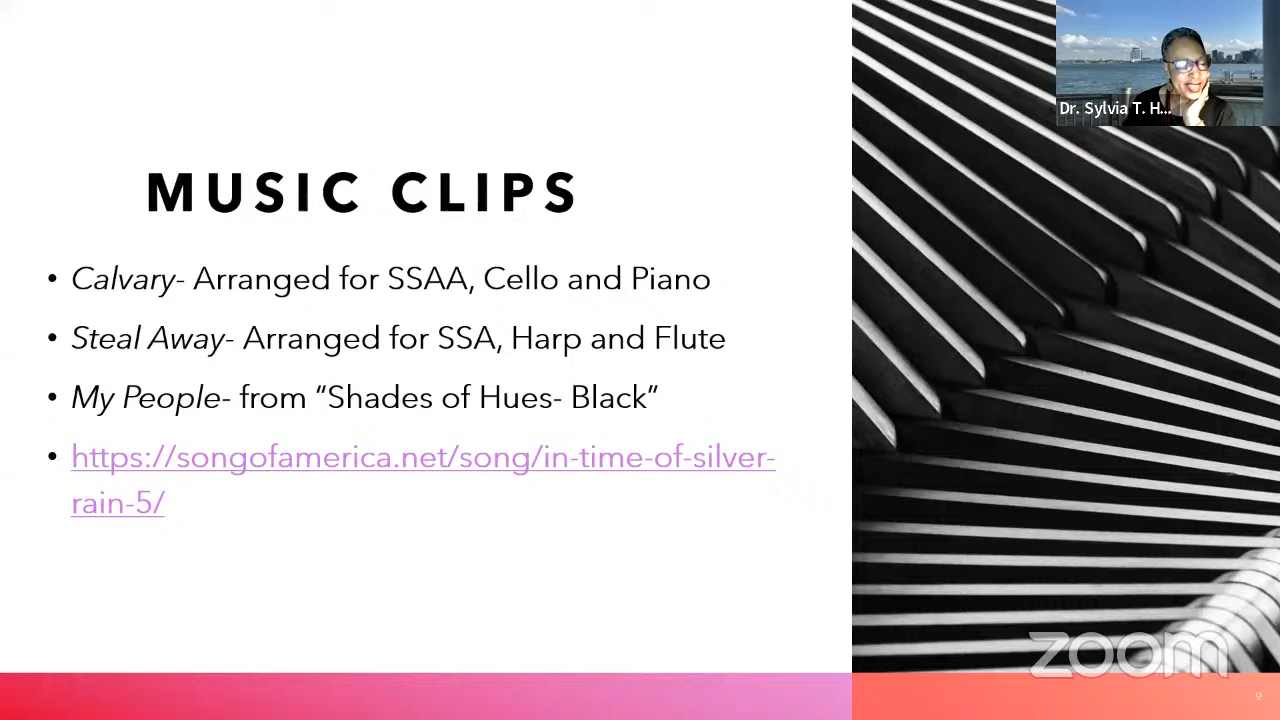 Dr. Sylvia T. H...
MUSIC CLIPS
• Calvary- Arranged for SSAA, Cello and Piano
• Steal Away- Arranged for SSA, Harp and Flute
• My People- from “Shades of Hues- Black”
• https://songofamerica.net/song/in-time-of-silver-
rain-5/
zoom
9